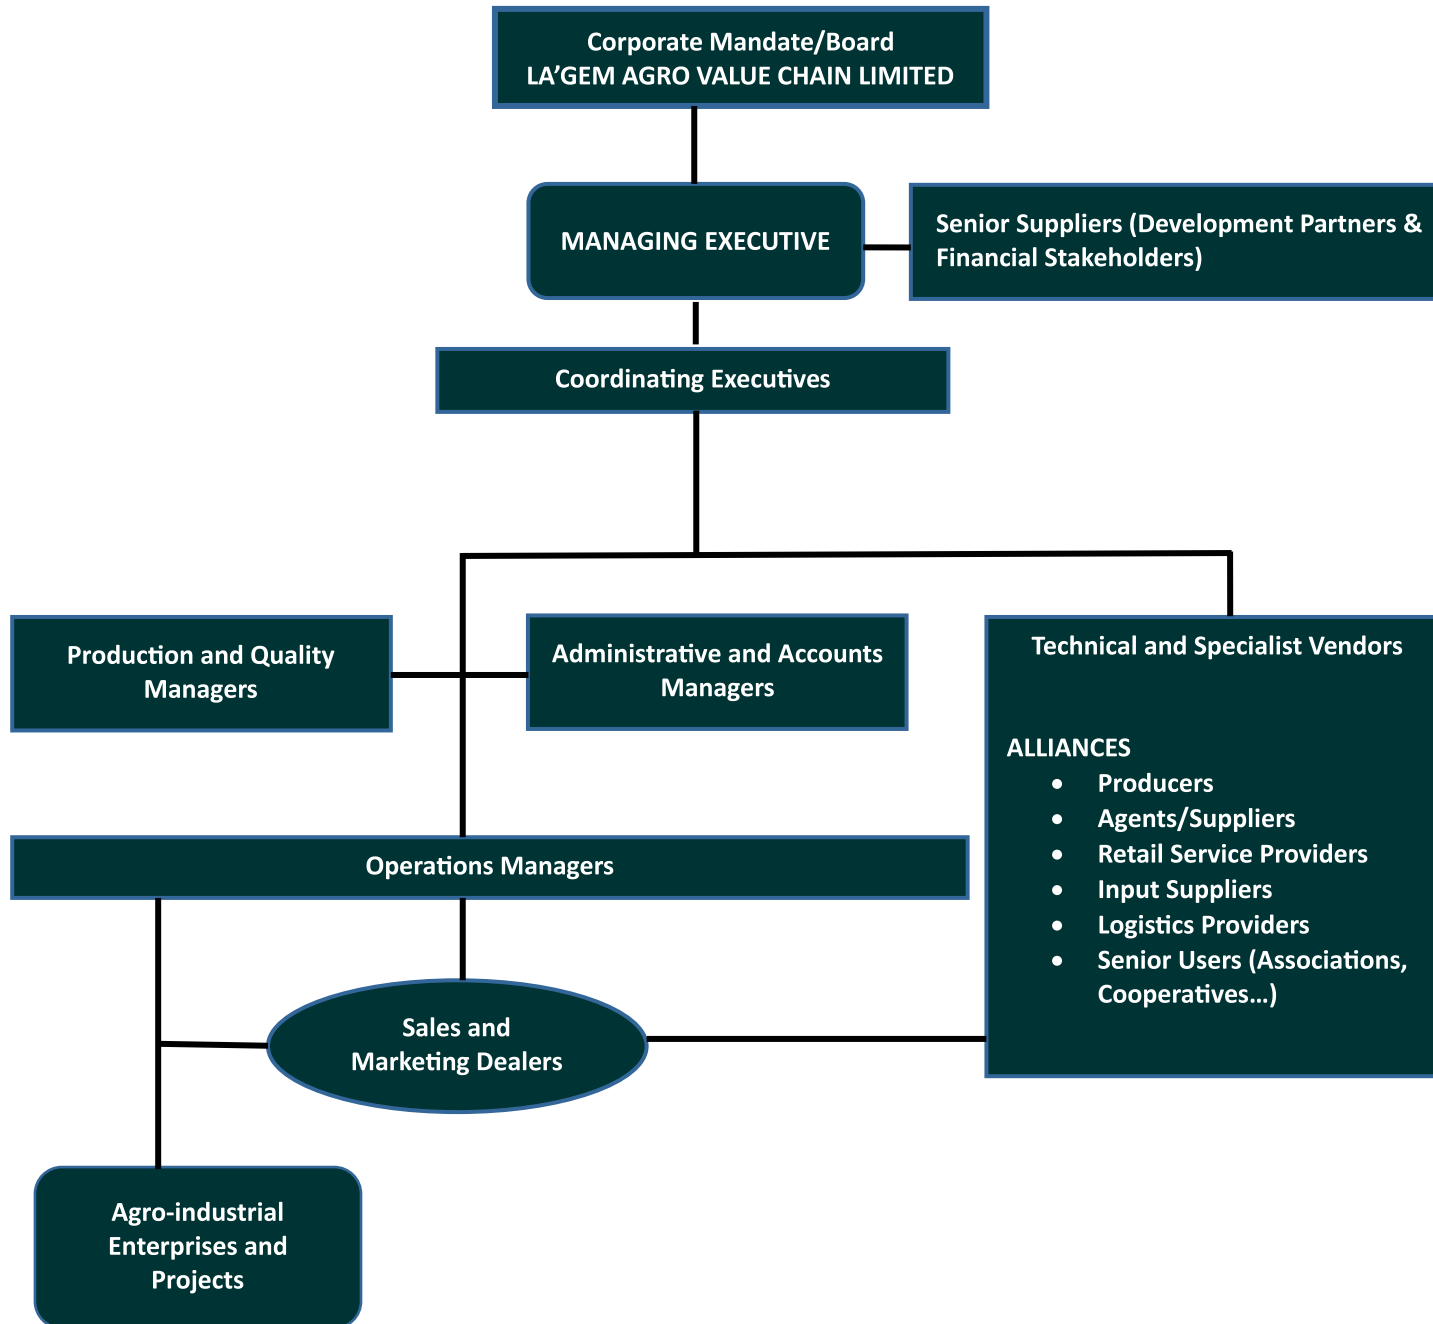 Corporate Mandate/Board
LA’GEM AGRO VALUE CHAIN LIMITED
MANAGING EXECUTIVE
Senior Suppliers (Development Partners &
Financial Stakeholders)
Coordinating Executives
Production and Quality
Managers
Administrative and Accounts
Managers
Technical and Specialist Vendors
ALLIANCES
• Producers
• Agents/Suppliers
• Retail Service Providers
• Input Suppliers
• Logistics Providers
• Senior Users (Associations,
Cooperatives…)
Operations Managers
Sales and
Marketing Dealers
Agro-industrial
Enterprises and
Projects